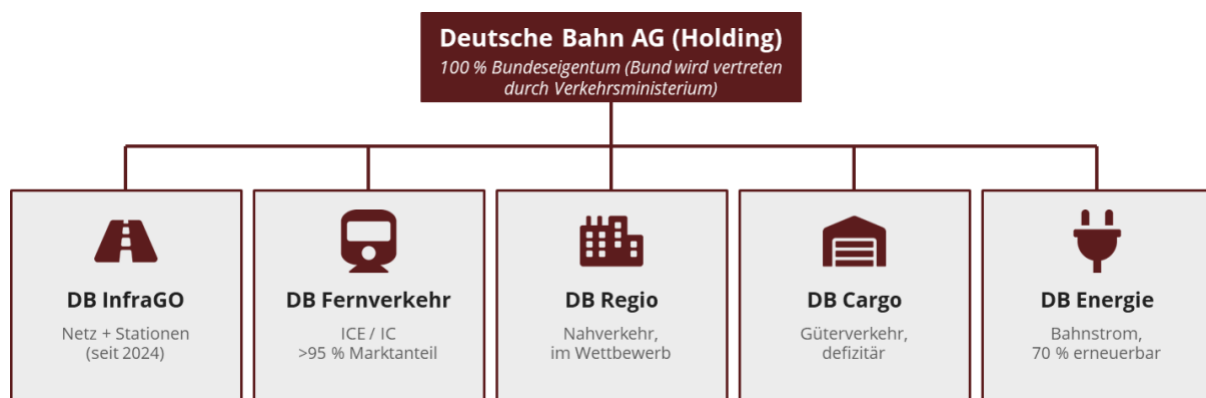 Deutsche Bahn AG (Holding)
100 % Bundeseigentum (Bund wird vertreten
durch Verkehrsministerium)
DB InfraGO
Netz + Stationen
(seit 2024)
DB Fernverkehr
ICE / IC
>95 % Marktanteil
DB Regio
Nahverkehr,
im Wettbewerb
DB Cargo
Güterverkehr,
defizitär
DB Energie
Bahnstrom,
70 % erneuerbar